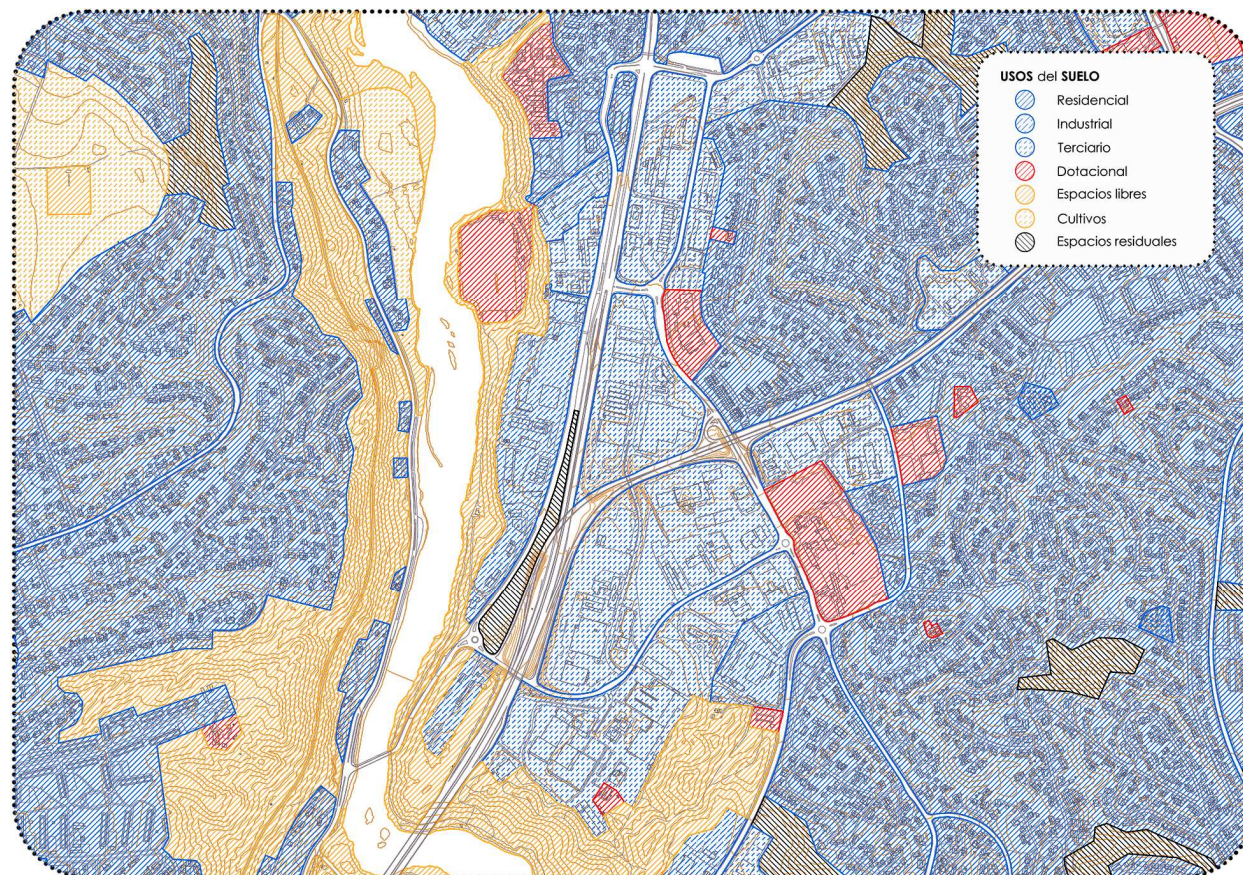 USOS del SUELO
Residencial
Industrial
Terciario
Dotacional
Espacios libres
Cultivos
Espacios residuales